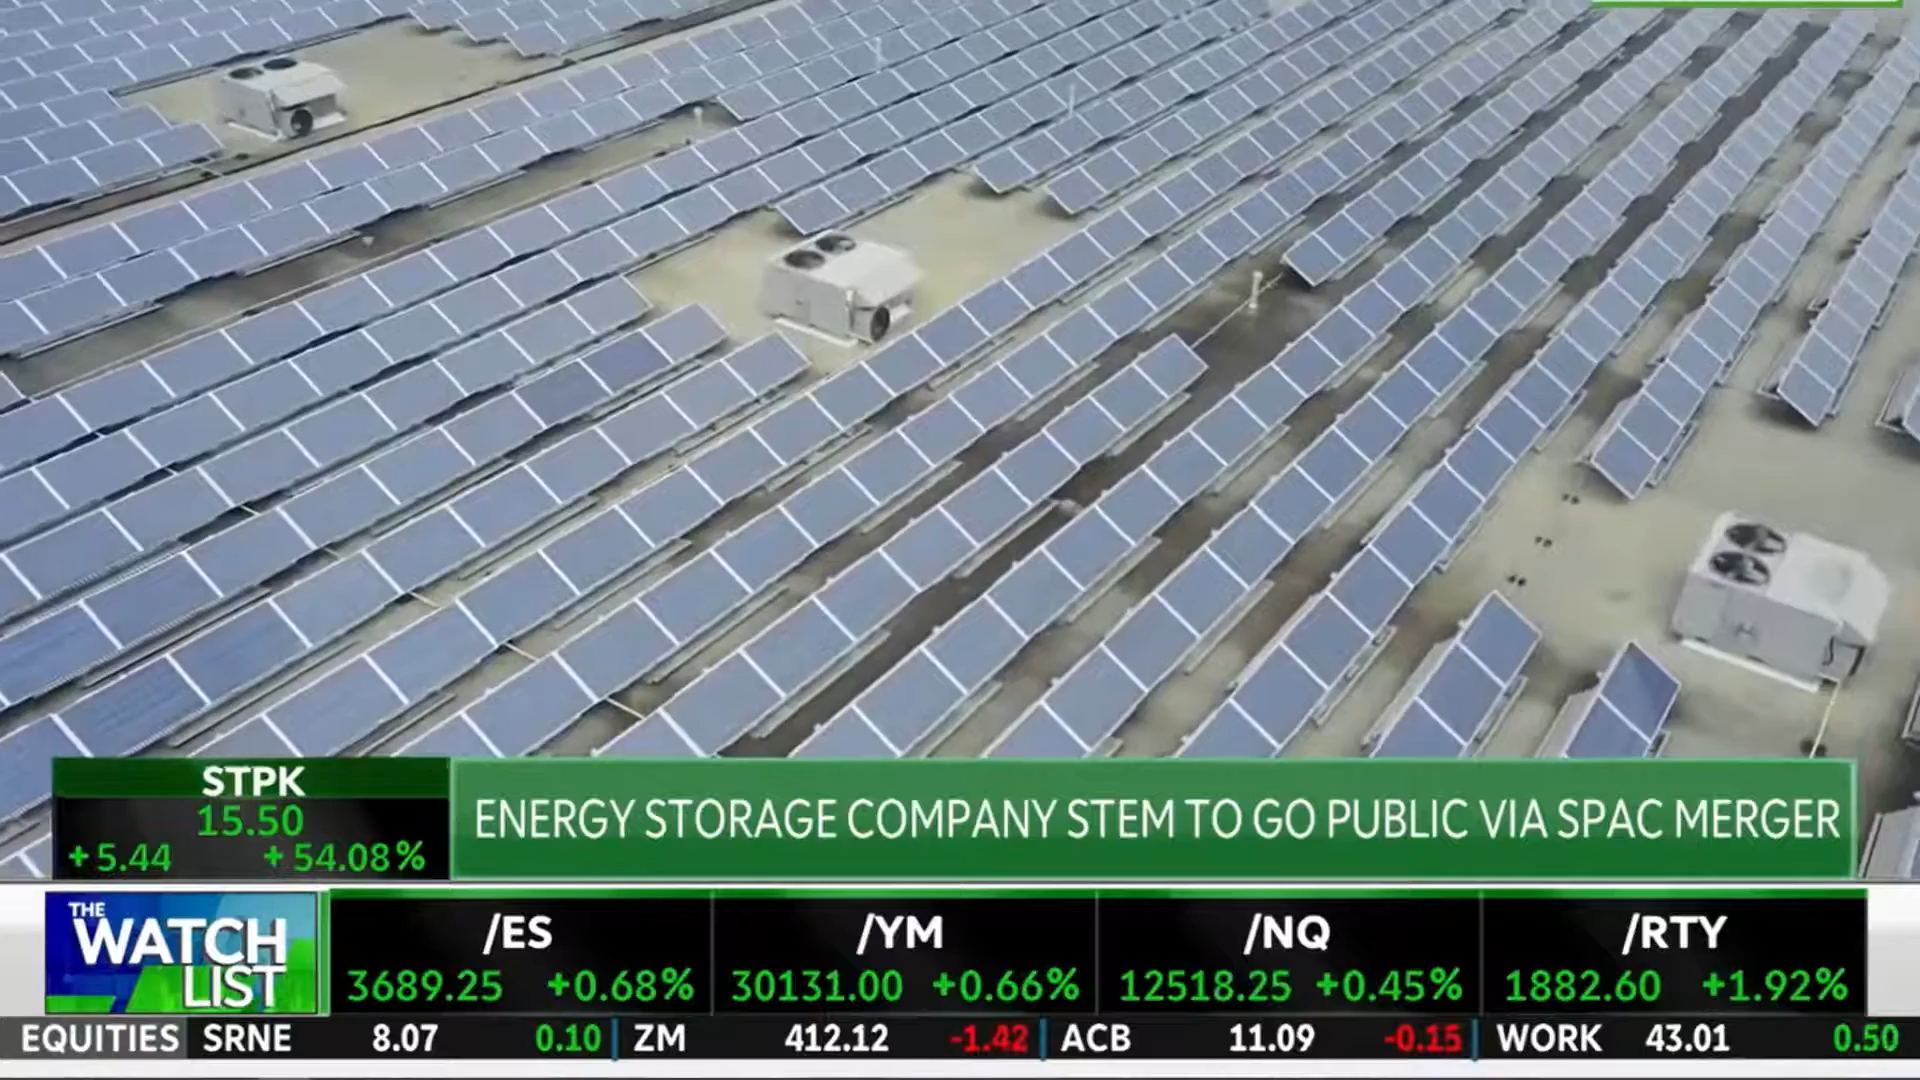 STPK
15.50
+5.44 +54.08%
ENERGY STORAGE COMPANY STEM TO GO PUBLIC VIA SPAC MERGER
THE
WATCH
LIST
/ES
3689.25 +0.68%
/YM
30131.00 +0.66%
/NQ
12518.25 +0.45%
/RTY
1882.60 +1.92%
EQUITIES SRNE 8.07 0.10 ZM 412.12 -1.42 ACB 11.09 -0.15 WORK 43.01 0.50